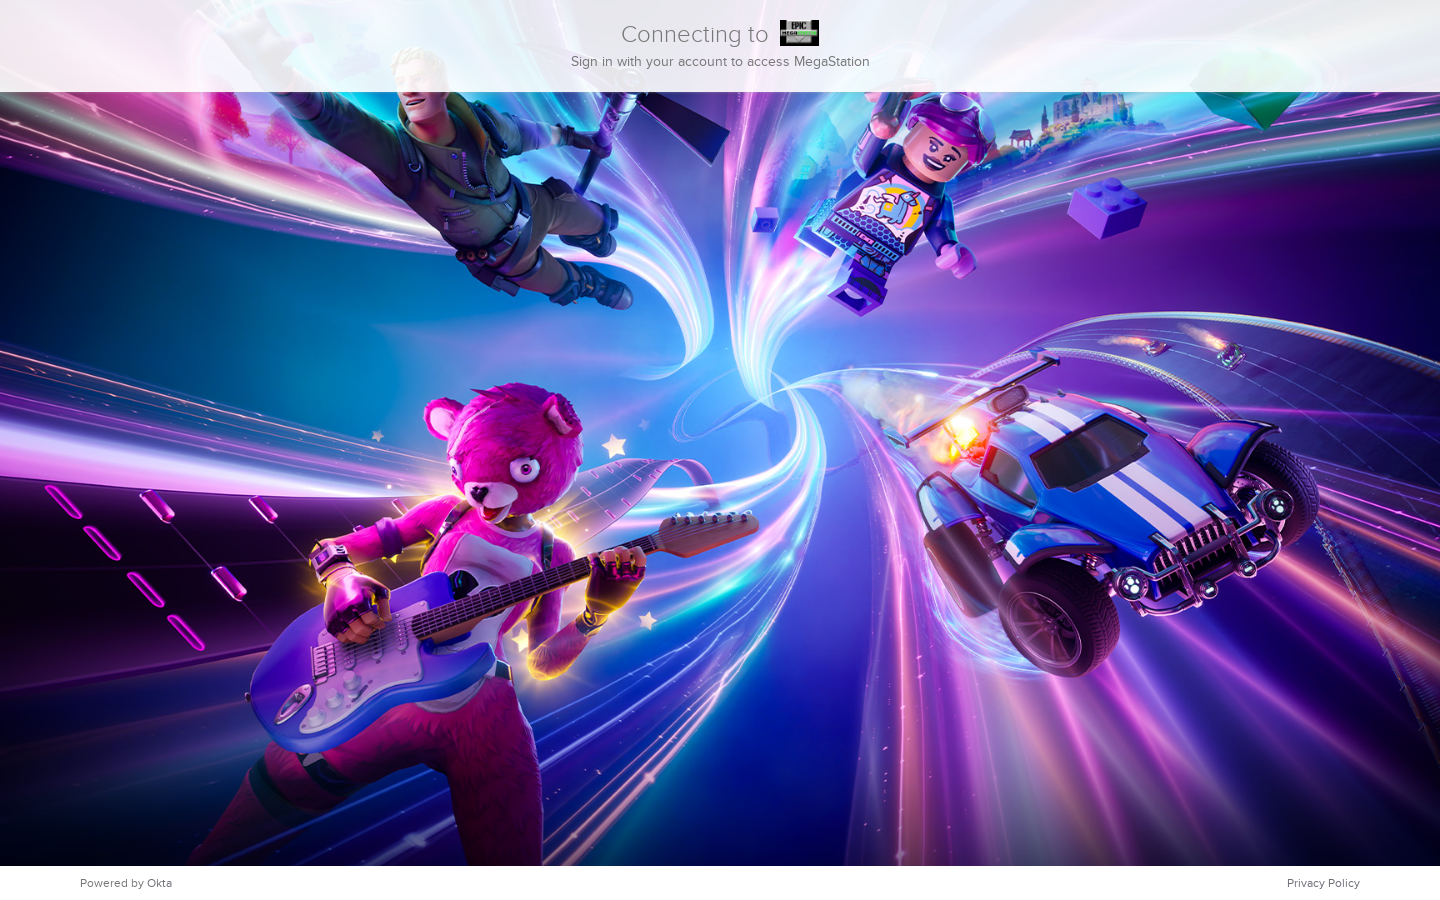 Connecting to
EPIC
MEGA
Sign in with your account to access MegaStation
Powered by Okta
Privacy Policy